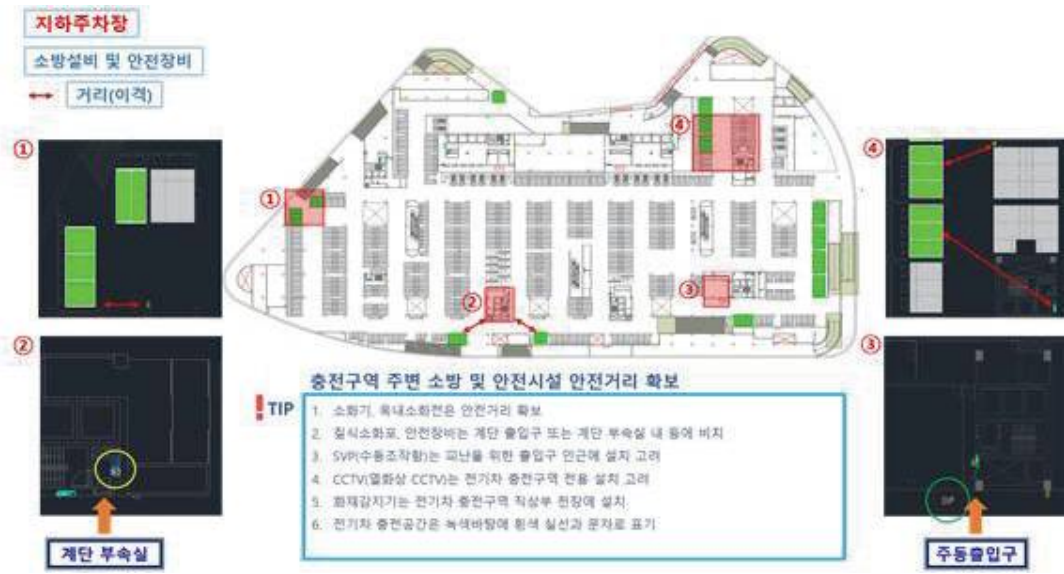 지하주차장
소방설비 및 안전장비
거리(이격)
①
②
①
②
③
④
④
③
충전구역 주변 소방 및 안전시설 안전거리 확보
TIP
1. 소화기, 옥내소화전은 안전거리 확보
2. 질식소화포, 안전장비는 계단 출입구 또는 계단 부속실 내 등에 비치
3. SVP(수동조작함)는 피난을 위한 출입구 인근에 설치 고려
4. CCTV(열화상 CCTV)는 전기차 충전구역 전용 설치 고려
5. 화재감지기는 전기차 충전구역 직상부 천장에 설치
6. 전기차 충전공간은 녹색바탕에 흰색 실선과 문자로 표기
계단 부속실
주동출입구